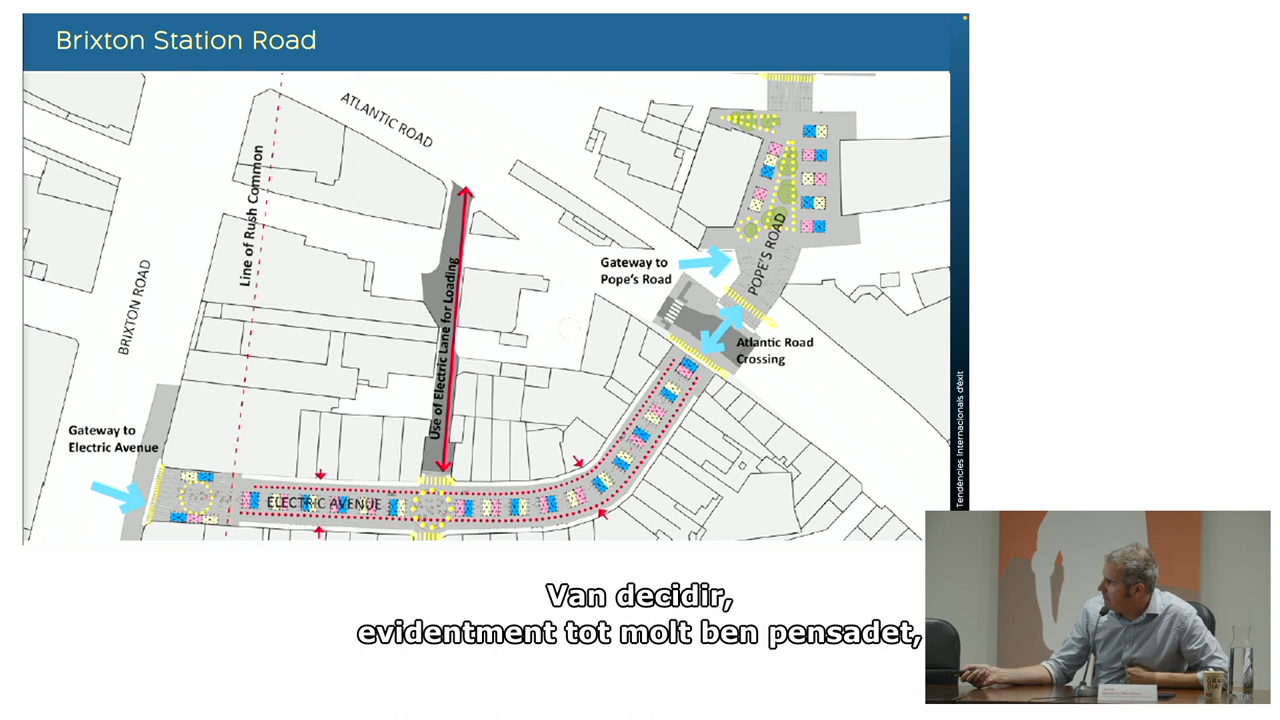 Brixton Station Road
ATLANTIC ROAD
Line of Rush Common
BRIXTON ROAD
Use of Electric Lane for Loading
Gateway to
Pope's Road
POPE'S ROAD
Atlantic Road
Crossing
Gateway to
Electric Avenue
ELECTRIC AVENUE
Tendències Internacionals d'èxit
Van decidir,
evidentment tot molt ben pensadet,